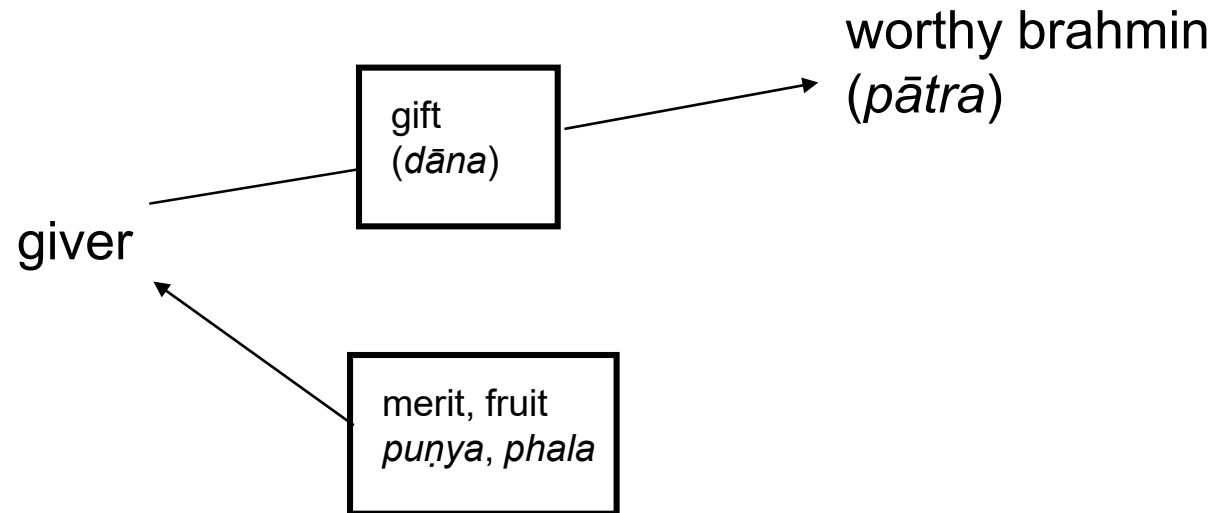 worthy brahmin
(pātra)
gift
(dāna)
giver
merit, fruit
puṇya, phala